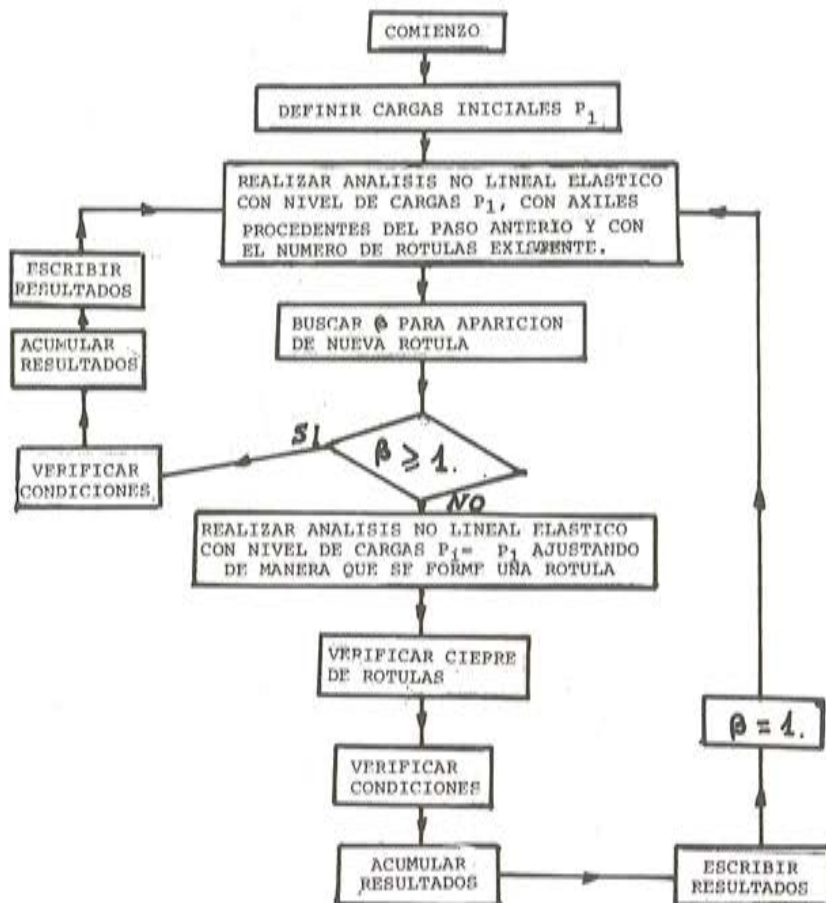 COMIENZO
DEFINIR CARGAS INICIALES P1
REALIZAR ANALISIS NO LINEAL ELASTICO
CON NIVEL DE CARGAS P1, CON AXILES
PROCEDENTES DEL PASO ANTERIO Y CON
EL NUMERO DE ROTULAS EXISTENTE.
ESCRIBIR
RESULTADOS
BUSCAR β PARA APARICION
DE NUEVA ROTULA
ACUMULAR
RESULTADOS
SI
β ≥ 1.
VERIFICAR
CONDICIONES
NO
REALIZAR ANALISIS NO LINEAL ELASTICO
CON NIVEL DE CARGAS Pi= P1 AJUSTANDO
DE MANERA QUE SE FORME UNA ROTULA
VERIFICAR CIEPRE
DE ROTULAS
β = 1.
VERIFICAR
CONDICIONES
ACUMULAR
RESULTADOS
ESCRIBIR
RESULTADOS